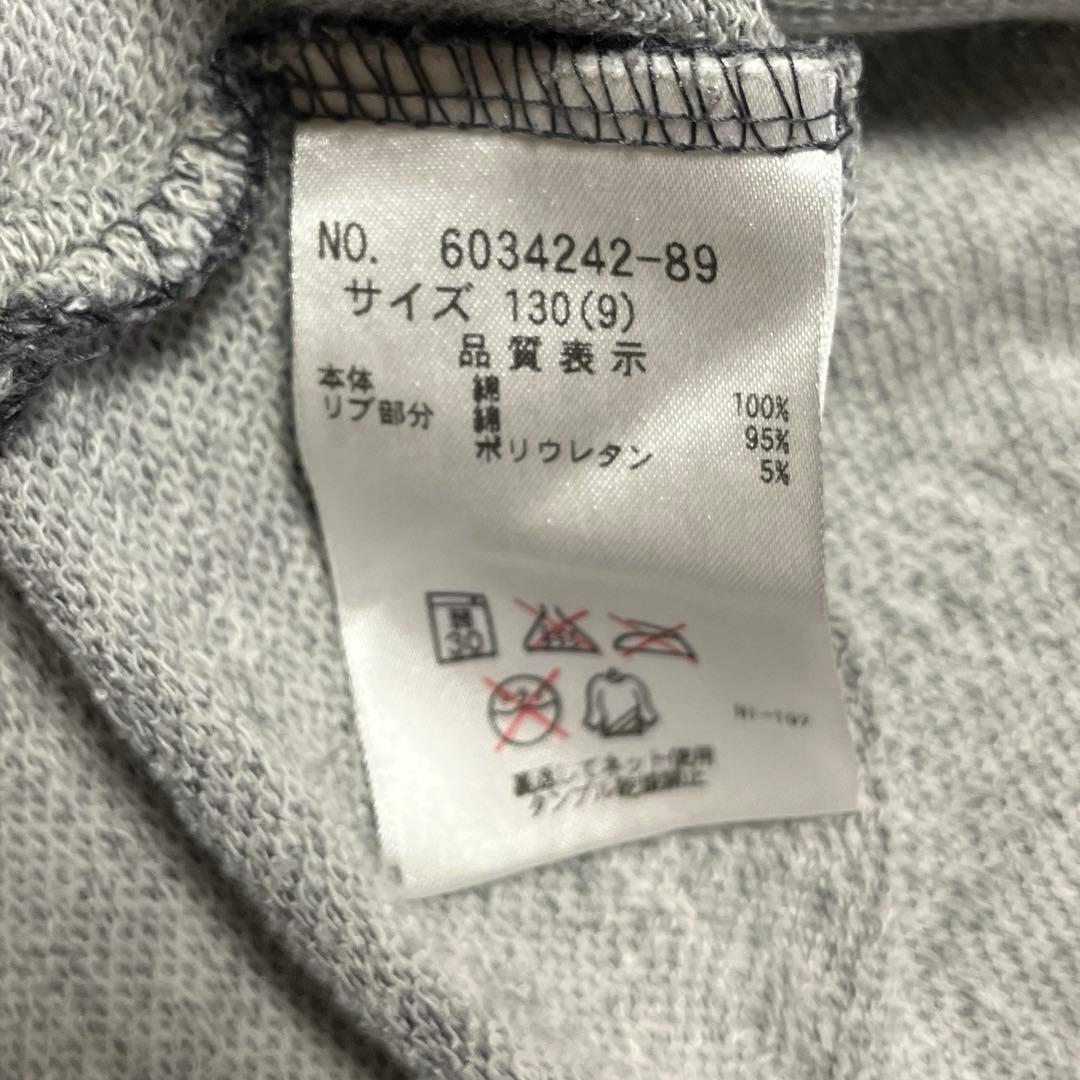 NO. 6034242-89
サイズ 130(9)
品質表示
本体 綿 100%
リブ部分 綿 95%
ポリウレタン 5%
30
裏返してネット使用
タンブル乾燥禁止